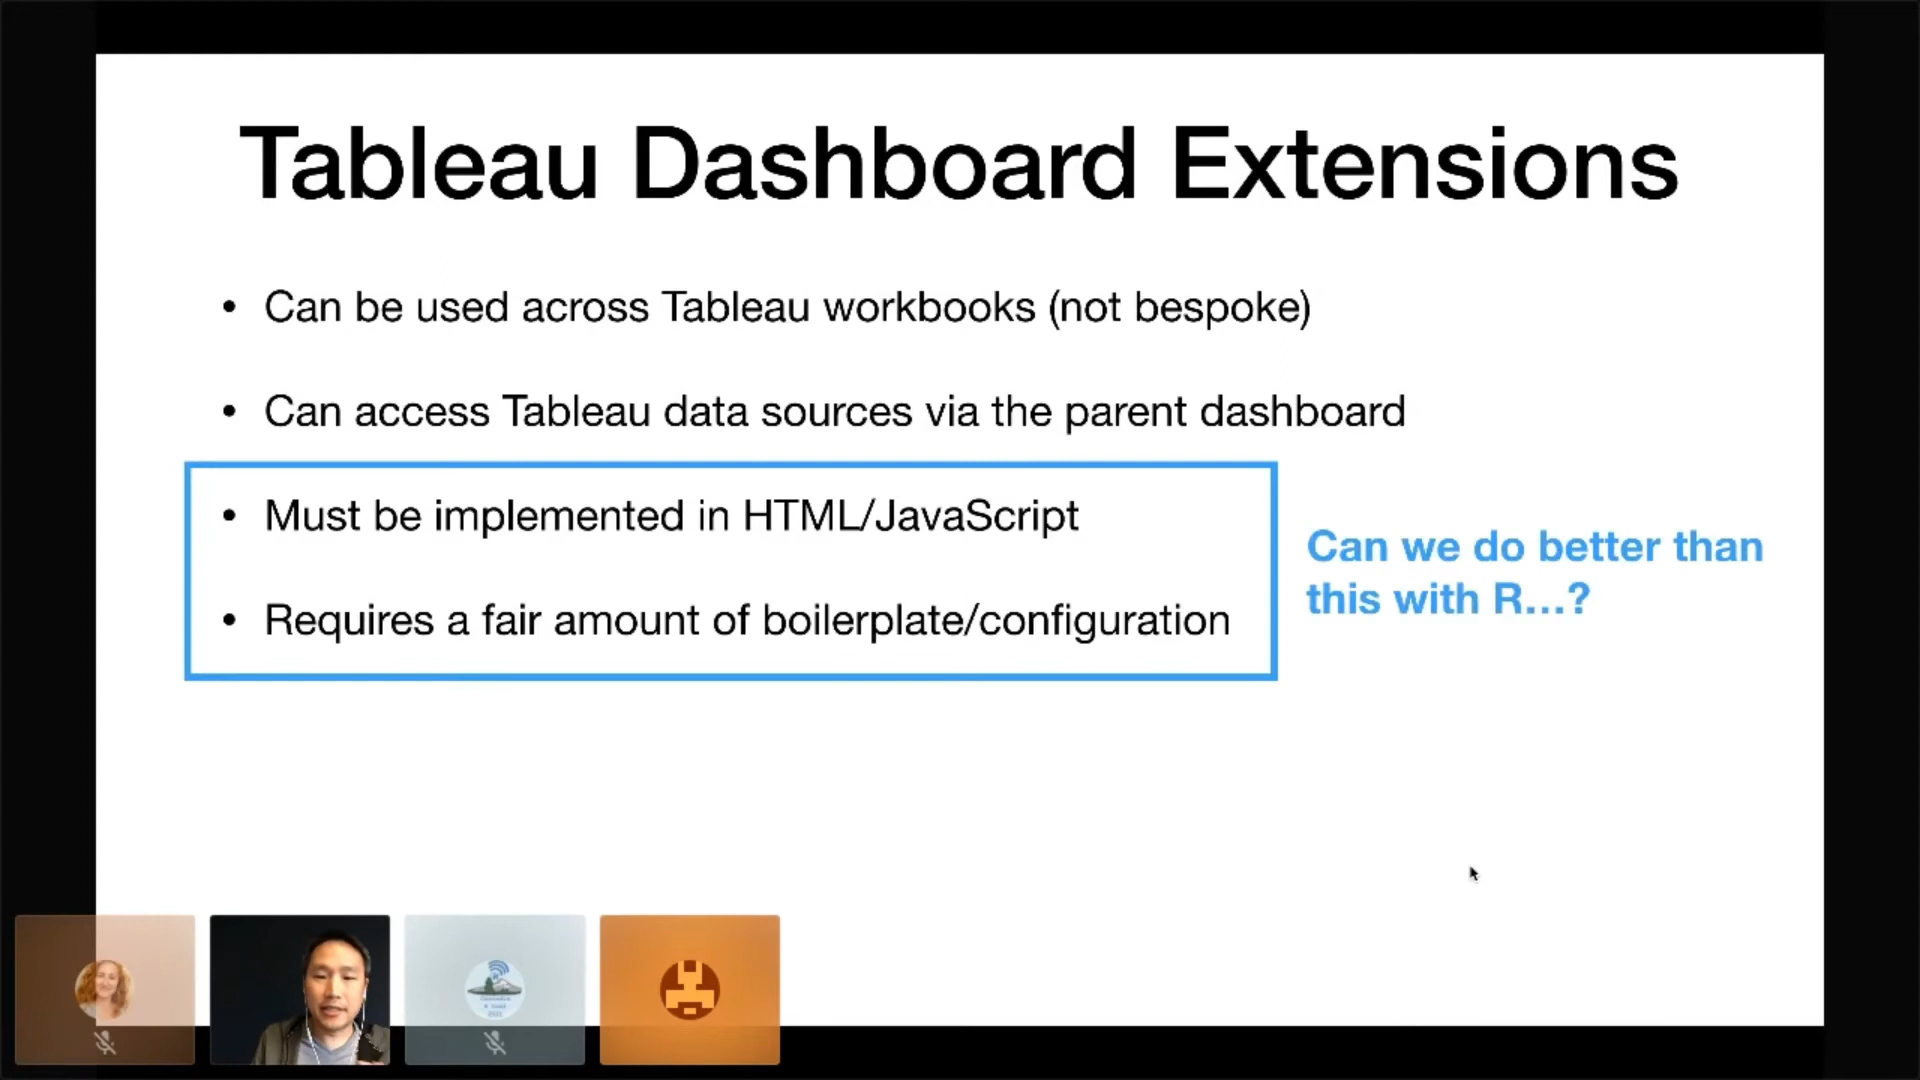 Tableau Dashboard Extensions
• Can be used across Tableau workbooks (not bespoke)
• Can access Tableau data sources via the parent dashboard
• Must be implemented in HTML/JavaScript
• Requires a fair amount of boilerplate/configuration
Can we do better than
this with R...?